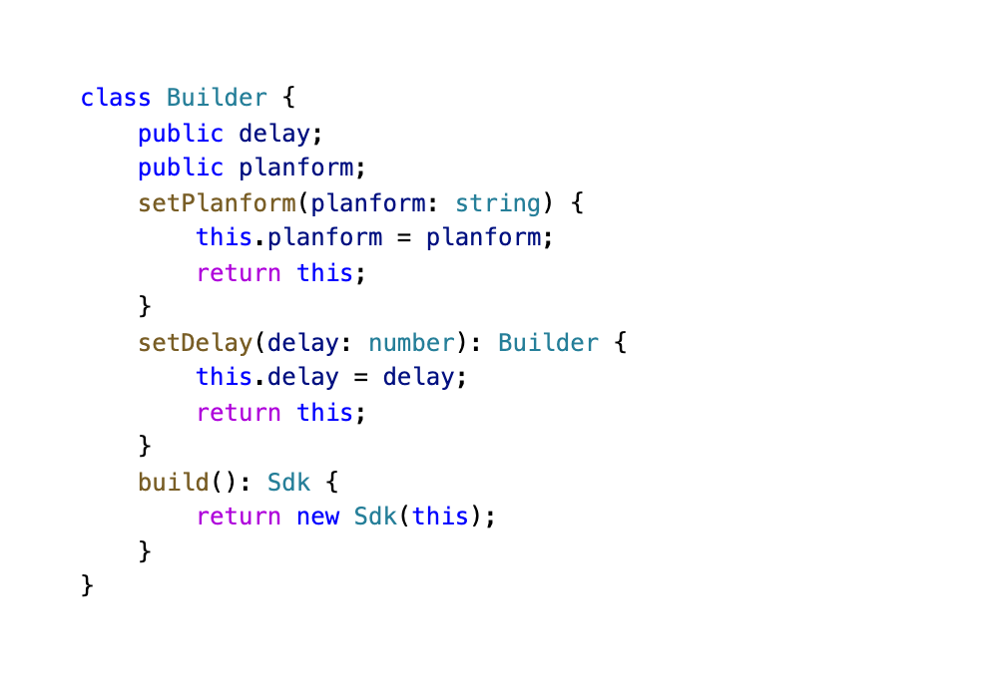 class Builder {
    public delay;
    public planform;
    setPlanform(planform: string) {
        this.planform = planform;
        return this;
    }
    setDelay(delay: number): Builder {
        this.delay = delay;
        return this;
    }
    build(): Sdk {
        return new Sdk(this);
    }
}